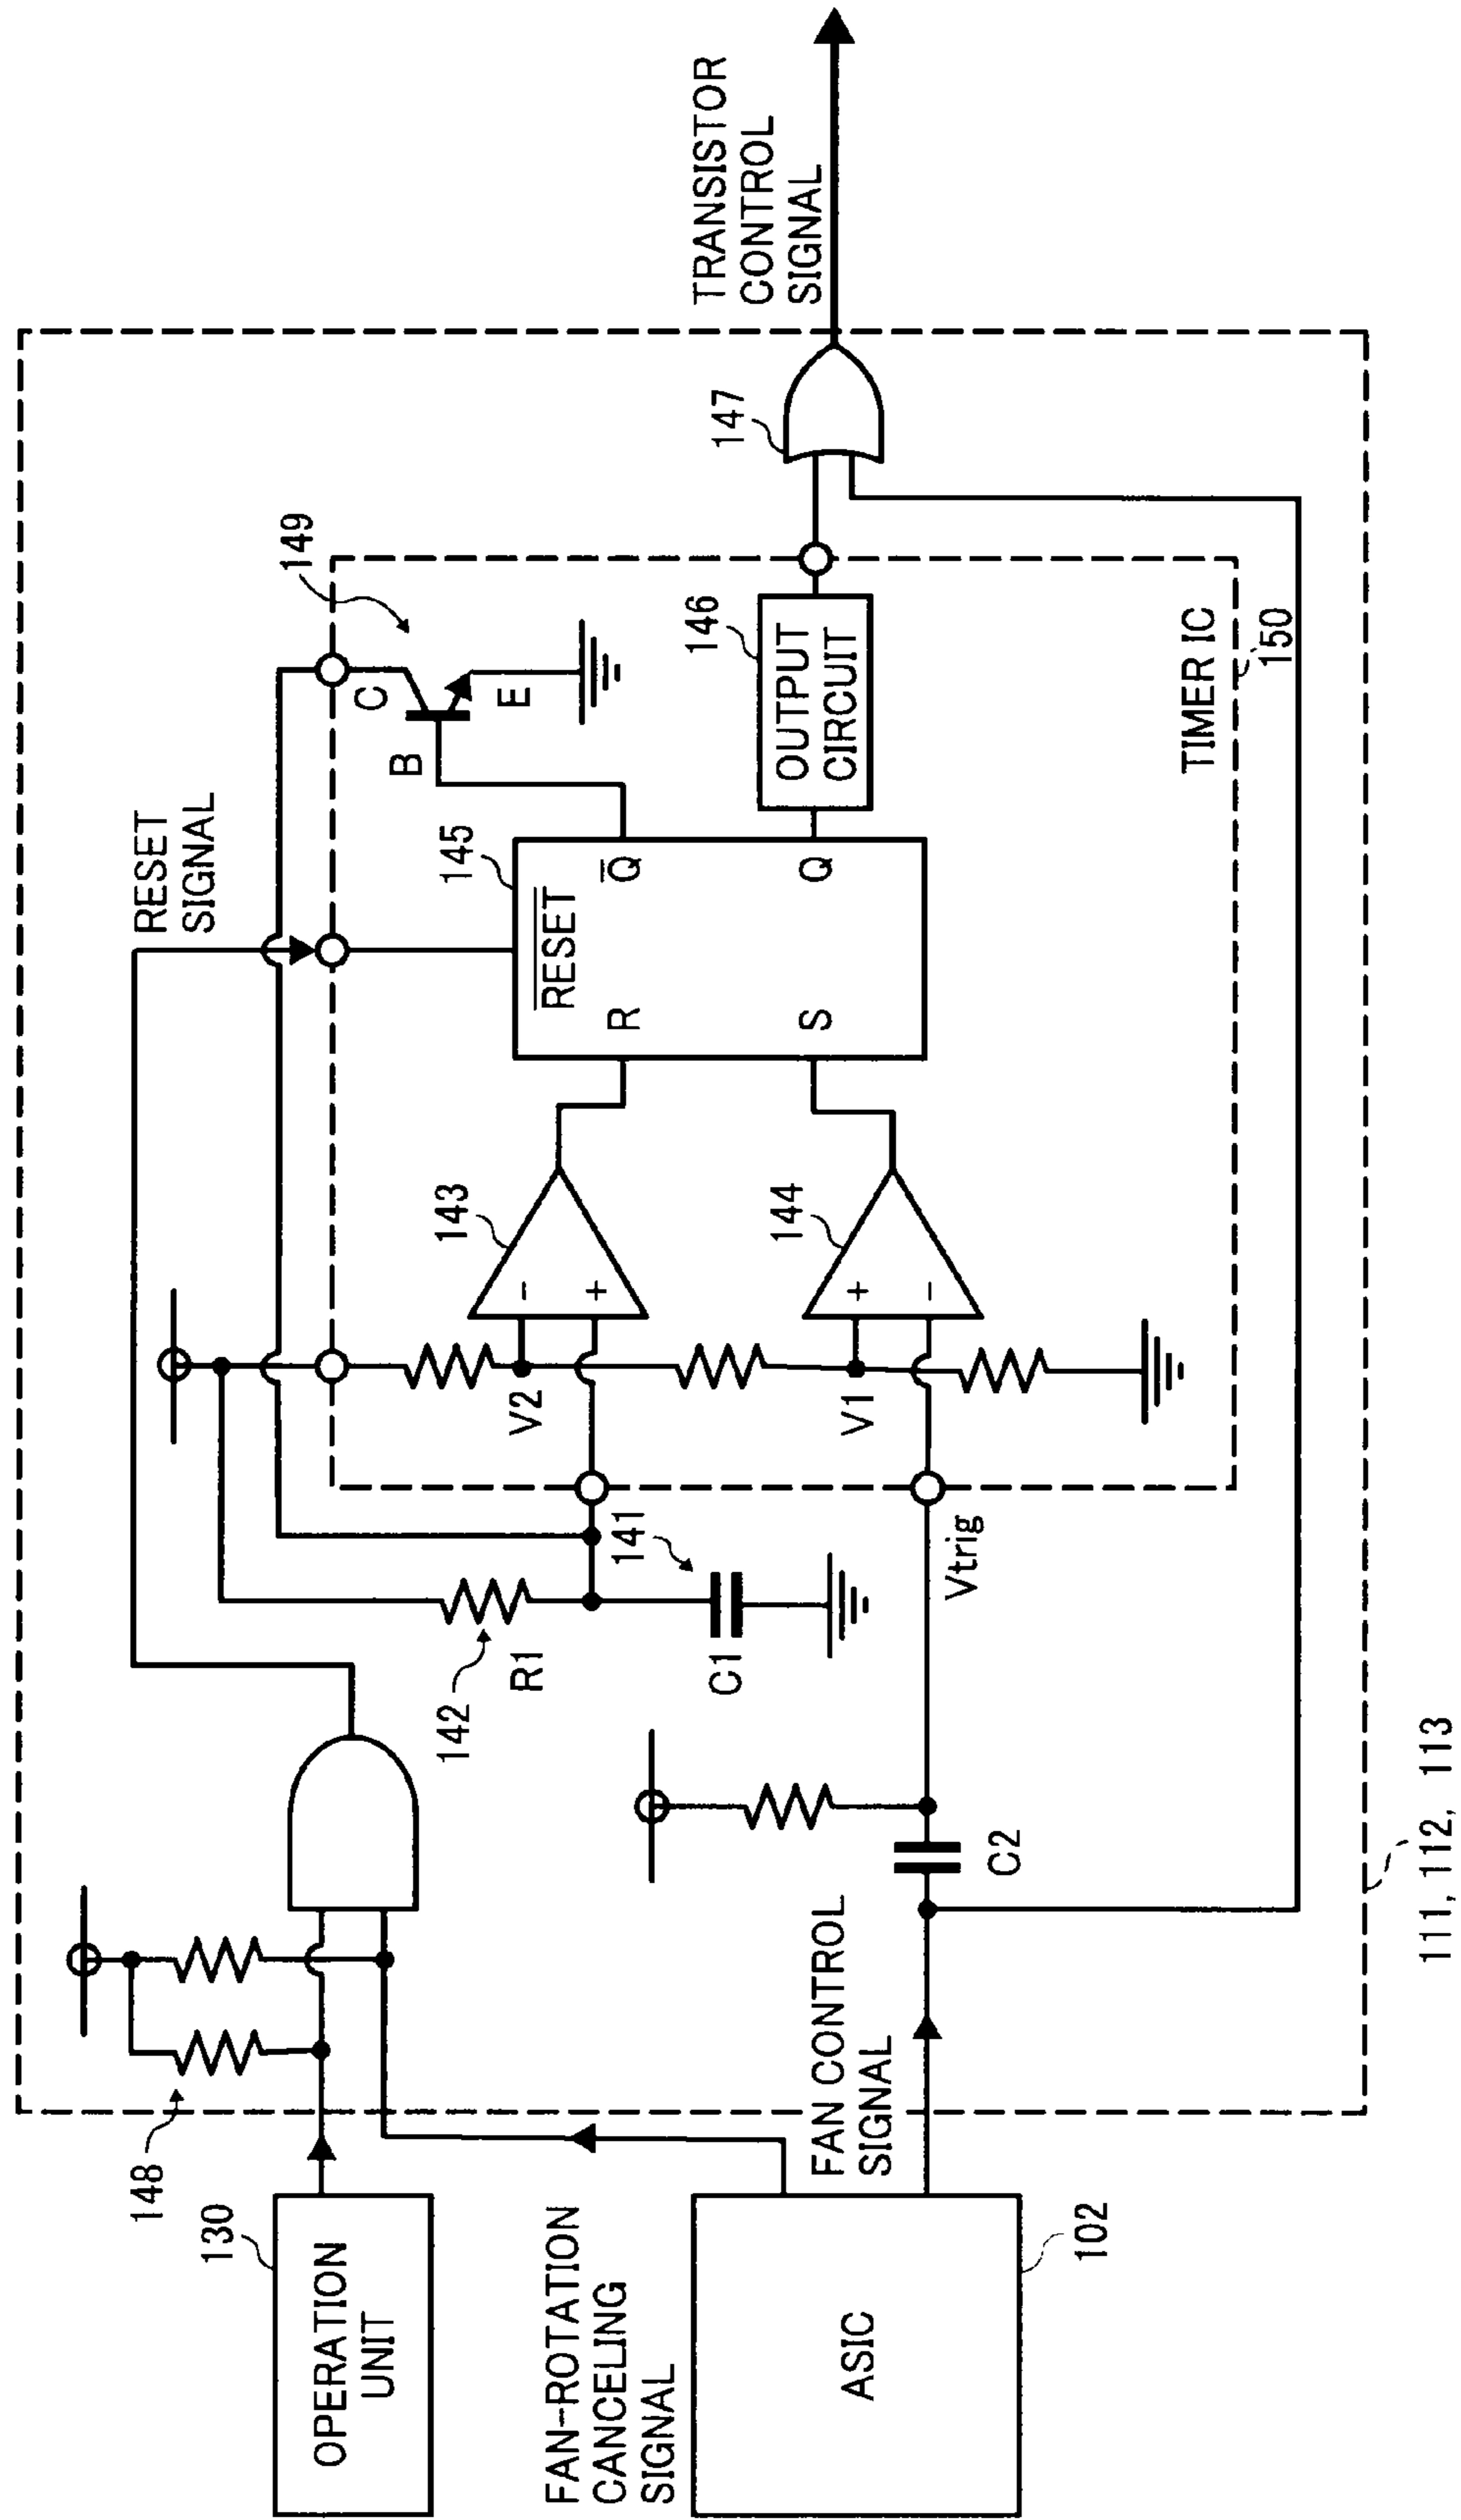 148
130
OPERATION
UNIT
FAN-ROTATION
CANCELING
SIGNAL
ASIC
102
FAN CONTROL
SIGNAL
C2
Vtrig
142
R1
C1
141
RESET
SIGNAL
V2
V1
143
-
+
144
+
-
145
RESET
R
S
Q
Q
149
B
C
E
146
OUTPUT
CIRCUIT
TIMER IC
150
147
TRANSISTOR
CONTROL
SIGNAL
111, 112, 113